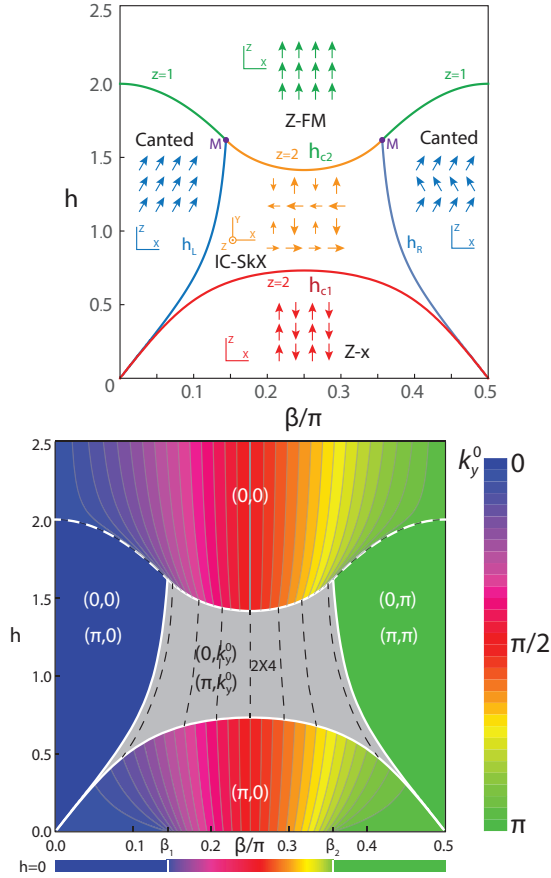 2.5
z=1
Z
X
z=1
2.0
Z-FM
Canted
M
M
Canted
1.5
z=2
h_{c2}
h
1.0
Z
X
h_L
Y
Z
X
IC-SkX
h_R
Z
X
0.5
z=2
h_{c1}
Z
X
Z-x
0
0
0.1
0.2
0.3
0.4
0.5
β/π
2.5
k_y^0
0
(0,0)
2.0
(0,0)
(0,π)
1.5
(π,0)
(π,π)
h
π/2
(0,k_y^0)
2X4
1.0
(π,k_y^0)
0.5
(π,0)
0.0
π
0.0
0.1
β_1
0.2
β/π
0.3
β_2
0.4
0.5
h=0